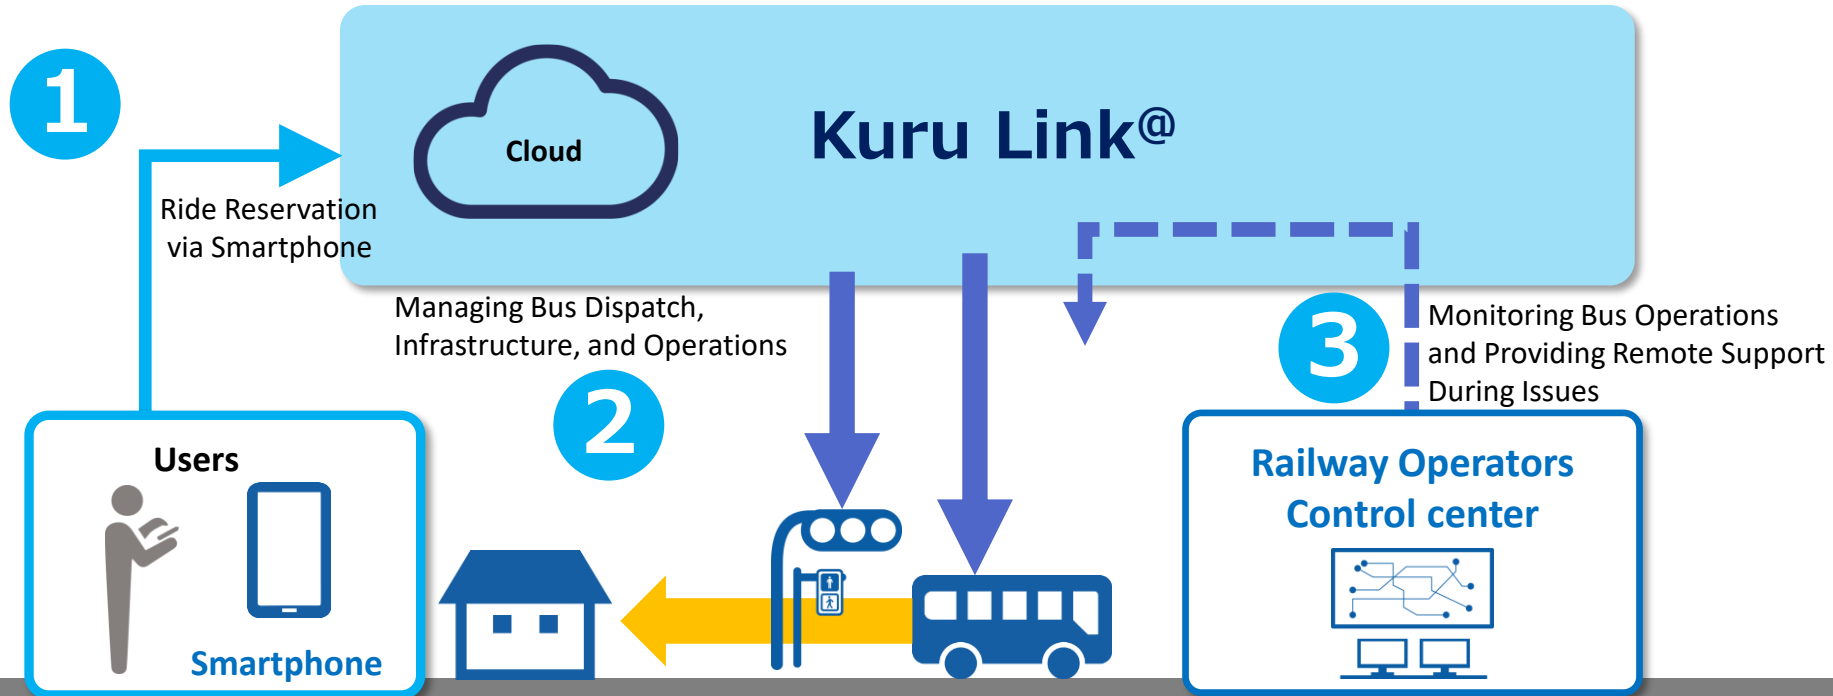 1
Cloud
Kuru Link@
Ride Reservation
via Smartphone
Managing Bus Dispatch,
Infrastructure, and Operations
2
3
Monitoring Bus Operations
and Providing Remote Support
During Issues
Users
Smartphone
Railway Operators
Control center